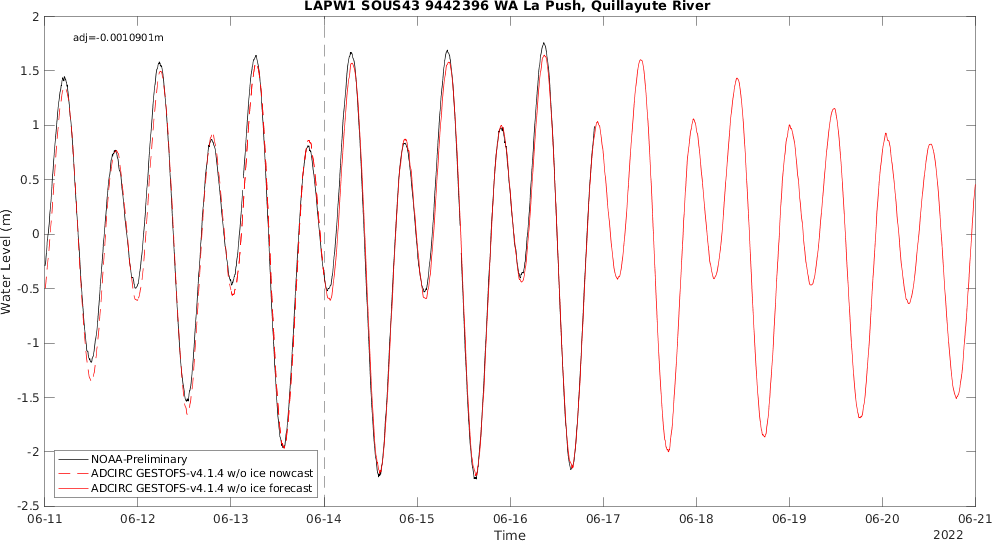 LAPW1 SOUS43 9442396 WA La Push, Quillayute River
adj=-0.0010901m
2
1.5
1
0.5
0
-0.5
-1
-1.5
-2
-2.5
Water Level (m)
NOAA-Preliminary
ADCIRC GESTOFS-v4.1.4 w/o ice nowcast
ADCIRC GESTOFS-v4.1.4 w/o ice forecast
06-11 06-12 06-13 06-14 06-15 06-16 06-17 06-18 06-19 06-20 06-21
Time
2022